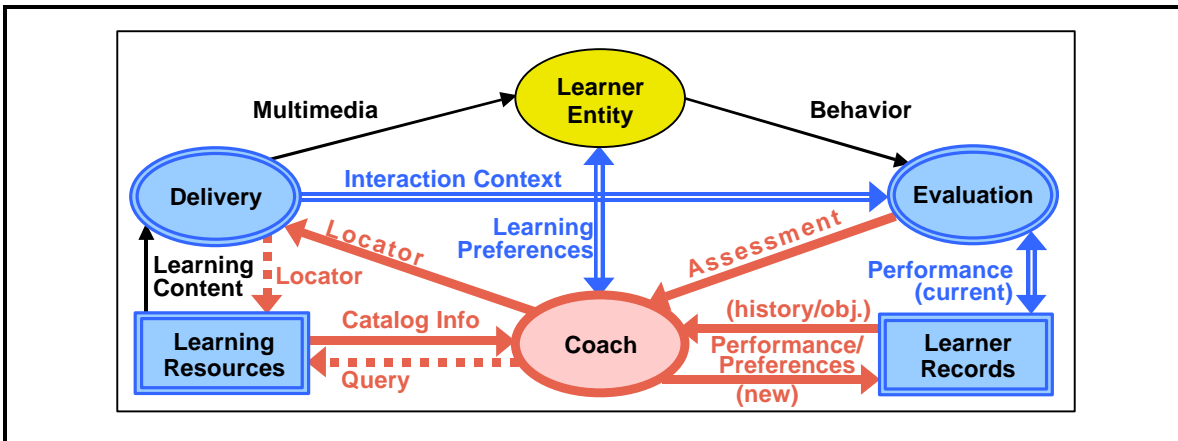 Learner
Entity
Multimedia
Behavior
Delivery
Interaction Context
Evaluation
Learning
Preferences
Locator
Assessment
Learning
Content
Locator
Performance
(current)
Catalog Info
(history/obj.)
Learning
Resources
Coach
Performance/
Preferences
Learner
Records
Query
(new)